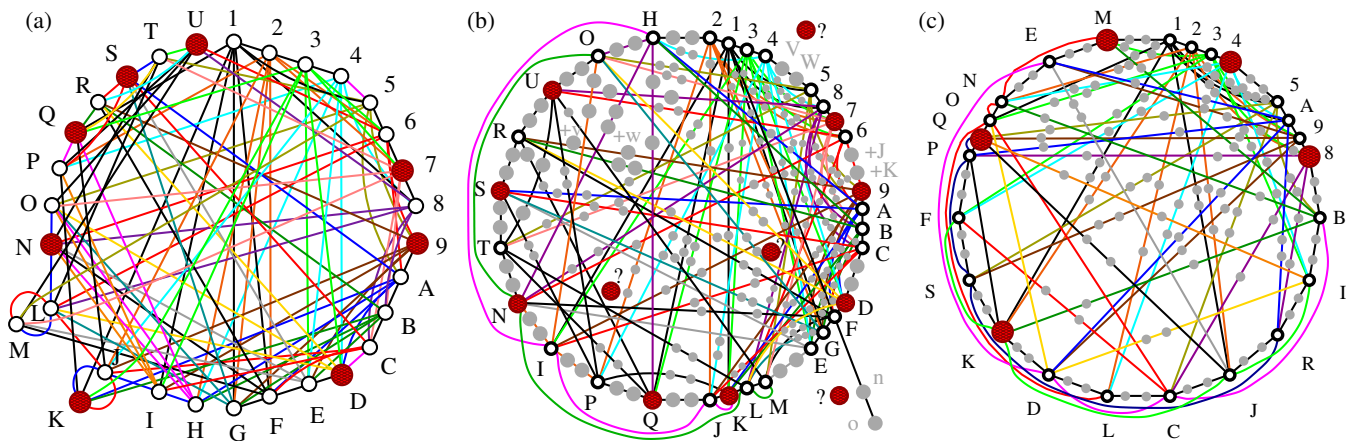 (a)
U
1
2
3
4
5
6
7
8
9
A
B
C
D
E
F
G
H
I
J
K
M
L
N
O
P
Q
R
S
T
(b)
H
2
1
3
4
V
W
5
8
7
6
+J
+K
9
A
B
C
D
F
G
E
n
o
M
L
K
J
Q
P
I
N
T
S
R
U
O
+v
+w
?
?
?
?
(c)
M
1
2
3
4
5
A
9
8
B
I
R
J
C
L
D
K
S
F
P
Q
O
N
E